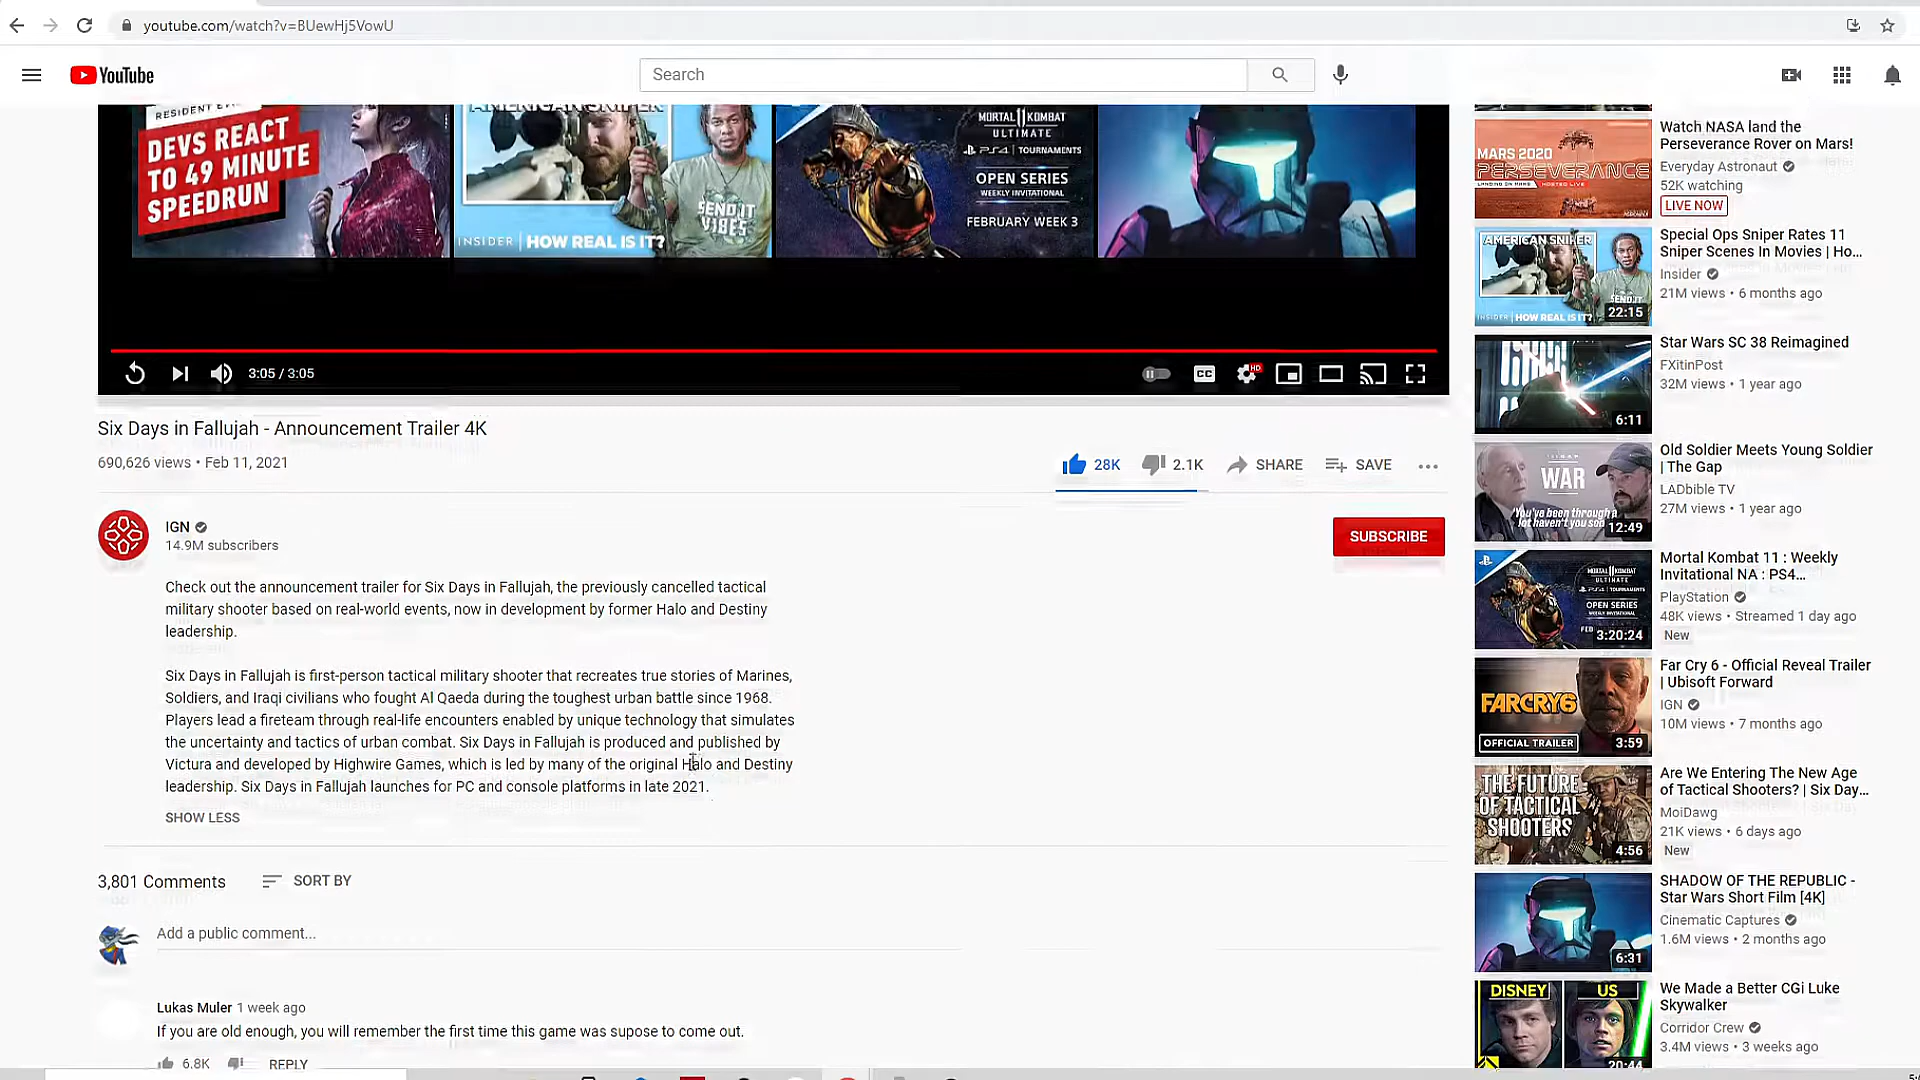 youtube.com/watch?v=BUewHj5VowU
YouTube
Search
RESIDENT
DEVS REACT
TO 49 MINUTE
SPEEDRUN
AMERICAN SNIPER
SEND IT
VIBES
INSIDER | HOW REAL IS IT?
MORTAL KOMBAT
ULTIMATE
PS4 | TOURNAMENTS
OPEN SERIES
WEEKLY INVITATIONAL
FEBRUARY WEEK 3
3:05 / 3:05
CC
HD
Six Days in Fallujah - Announcement Trailer 4K
690,626 views • Feb 11, 2021
28K
2.1K
SHARE
SAVE
IGN
14.9M subscribers
SUBSCRIBE
Check out the announcement trailer for Six Days in Fallujah, the previously cancelled tactical
military shooter based on real-world events, now in development by former Halo and Destiny
leadership.
Six Days in Fallujah is first-person tactical military shooter that recreates true stories of Marines,
Soldiers, and Iraqi civilians who fought Al Qaeda during the toughest urban battle since 1968.
Players lead a fireteam through real-life encounters enabled by unique technology that simulates
the uncertainty and tactics of urban combat. Six Days in Fallujah is produced and published by
Victura and developed by Highwire Games, which is led by many of the original Halo and Destiny
leadership. Six Days in Fallujah launches for PC and console platforms in late 2021.
SHOW LESS
3,801 Comments
SORT BY
Add a public comment...
Lukas Muler 1 week ago
If you are old enough, you will remember the first time this game was supose to come out.
6.8K
REPLY
MARS 2020
PERSEVERANCE
Watch NASA land the
Perseverance Rover on Mars!
Everyday Astronaut
52K watching
LIVE NOW
AMERICAN SNIPER
SEND IT
INSIDER | HOW REAL IS IT?
22:15
Special Ops Sniper Rates 11
Sniper Scenes In Movies | Ho...
Insider
21M views • 6 months ago
6:11
Star Wars SC 38 Reimagined
FXitinPost
32M views • 1 year ago
WAR
"You've been through a
lot haven't you son
12:49
Old Soldier Meets Young Soldier
| The Gap
LADbible TV
27M views • 1 year ago
MORTAL KOMBAT
ULTIMATE
OPEN SERIES
3:20:24
Mortal Kombat 11 : Weekly
Invitational NA : PS4...
PlayStation
48K views • Streamed 1 day ago
New
FARCRY6
OFFICIAL TRAILER
3:59
Far Cry 6 - Official Reveal Trailer
| Ubisoft Forward
IGN
10M views • 7 months ago
THE FUTURE
OF TACTICAL
SHOOTERS
4:56
Are We Entering The New Age
of Tactical Shooters? | Six Day...
MoiDawg
21K views • 6 days ago
New
6:31
SHADOW OF THE REPUBLIC -
Star Wars Short Film [4K]
Cinematic Captures
1.6M views • 2 months ago
DISNEY
US
20:44
We Made a Better CGi Luke
Skywalker
Corridor Crew
3.4M views • 3 weeks ago